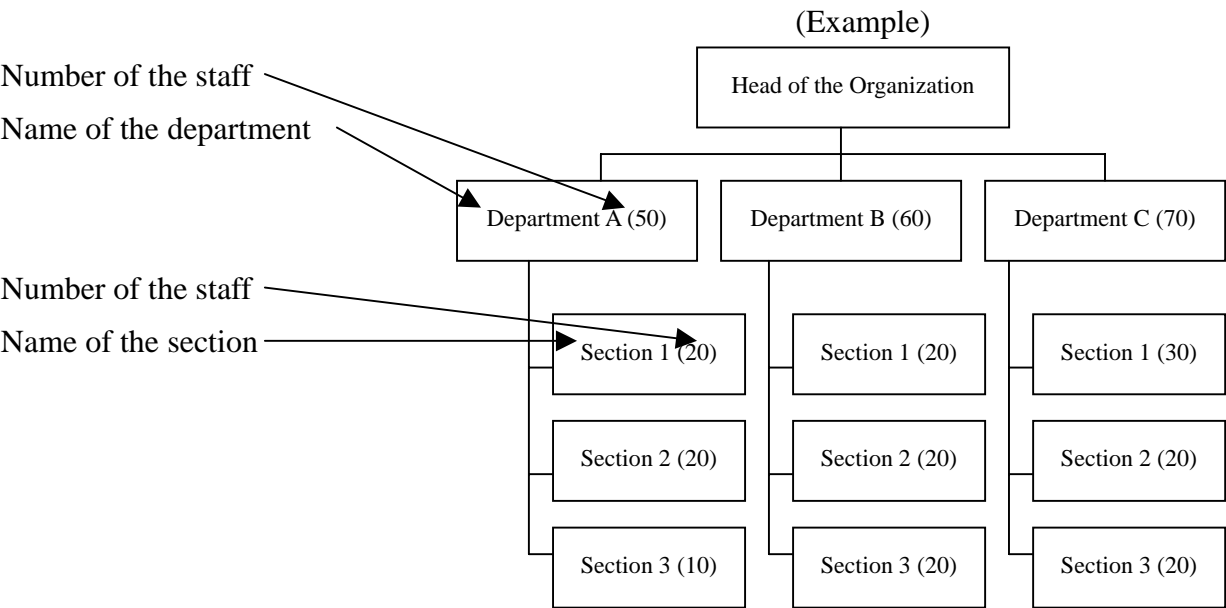 (Example)
Number of the staff
Head of the Organization
Name of the department
Department A (50)
Department B (60)
Department C (70)
Number of the staff
Name of the section
Section 1 (20)
Section 1 (20)
Section 1 (30)
Section 2 (20)
Section 2 (20)
Section 2 (20)
Section 3 (10)
Section 3 (20)
Section 3 (20)